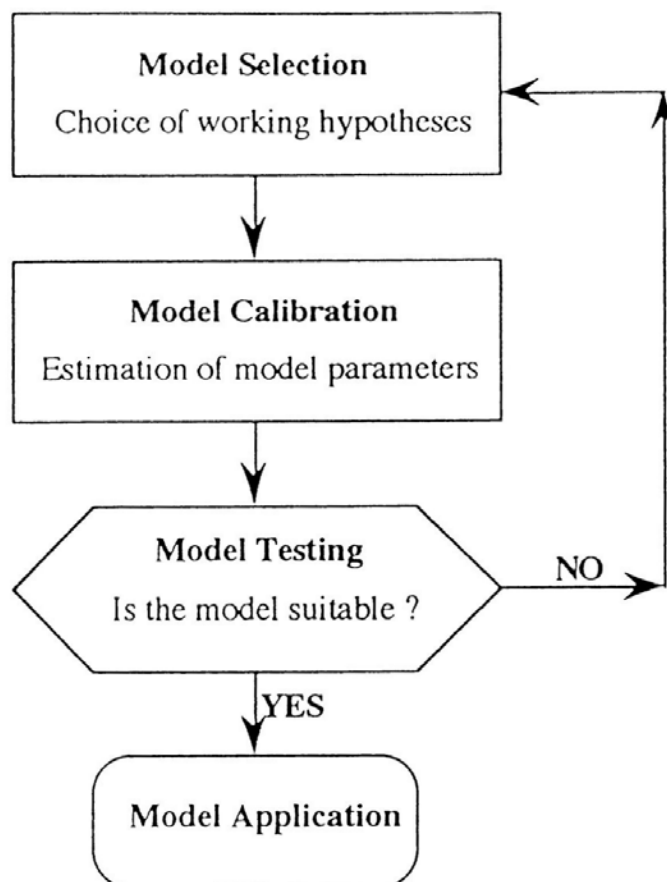 Model Selection
Choice of working hypotheses
Model Calibration
Estimation of model parameters
Model Testing
Is the model suitable ?
NO
YES
Model Application